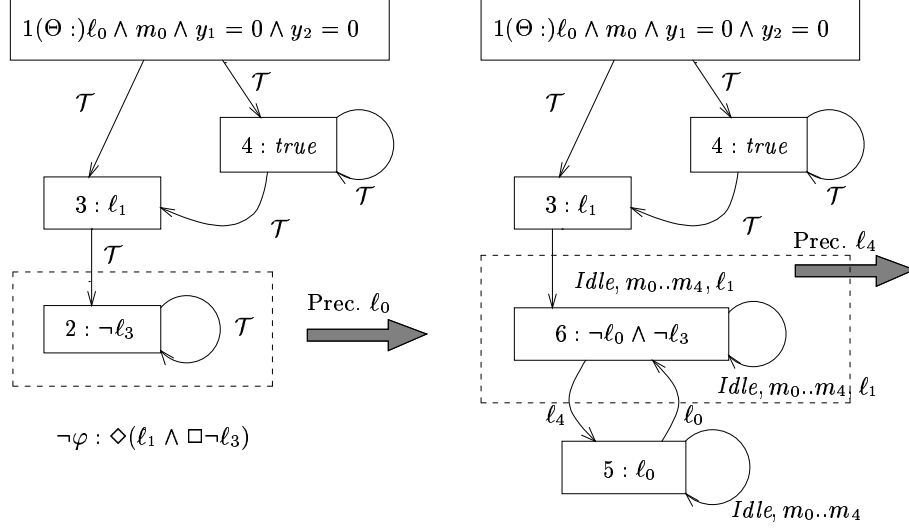 1(Θ :)ℓ₀ ∧ m₀ ∧ y₁ = 0 ∧ y₂ = 0
𝒯
𝒯
4 : true
𝒯
3 : ℓ₁
𝒯
𝒯
2 : ¬ℓ₃
𝒯
¬φ : ◇(ℓ₁ ∧ □¬ℓ₃)
Prec. ℓ₀
1(Θ :)ℓ₀ ∧ m₀ ∧ y₁ = 0 ∧ y₂ = 0
𝒯
𝒯
4 : true
𝒯
3 : ℓ₁
𝒯
Prec. ℓ₄
Idle, m₀..m₄, ℓ₁
6 : ¬ℓ₀ ∧ ¬ℓ₃
Idle, m₀..m₄, ℓ₁
ℓ₄
ℓ₀
5 : ℓ₀
Idle, m₀..m₄